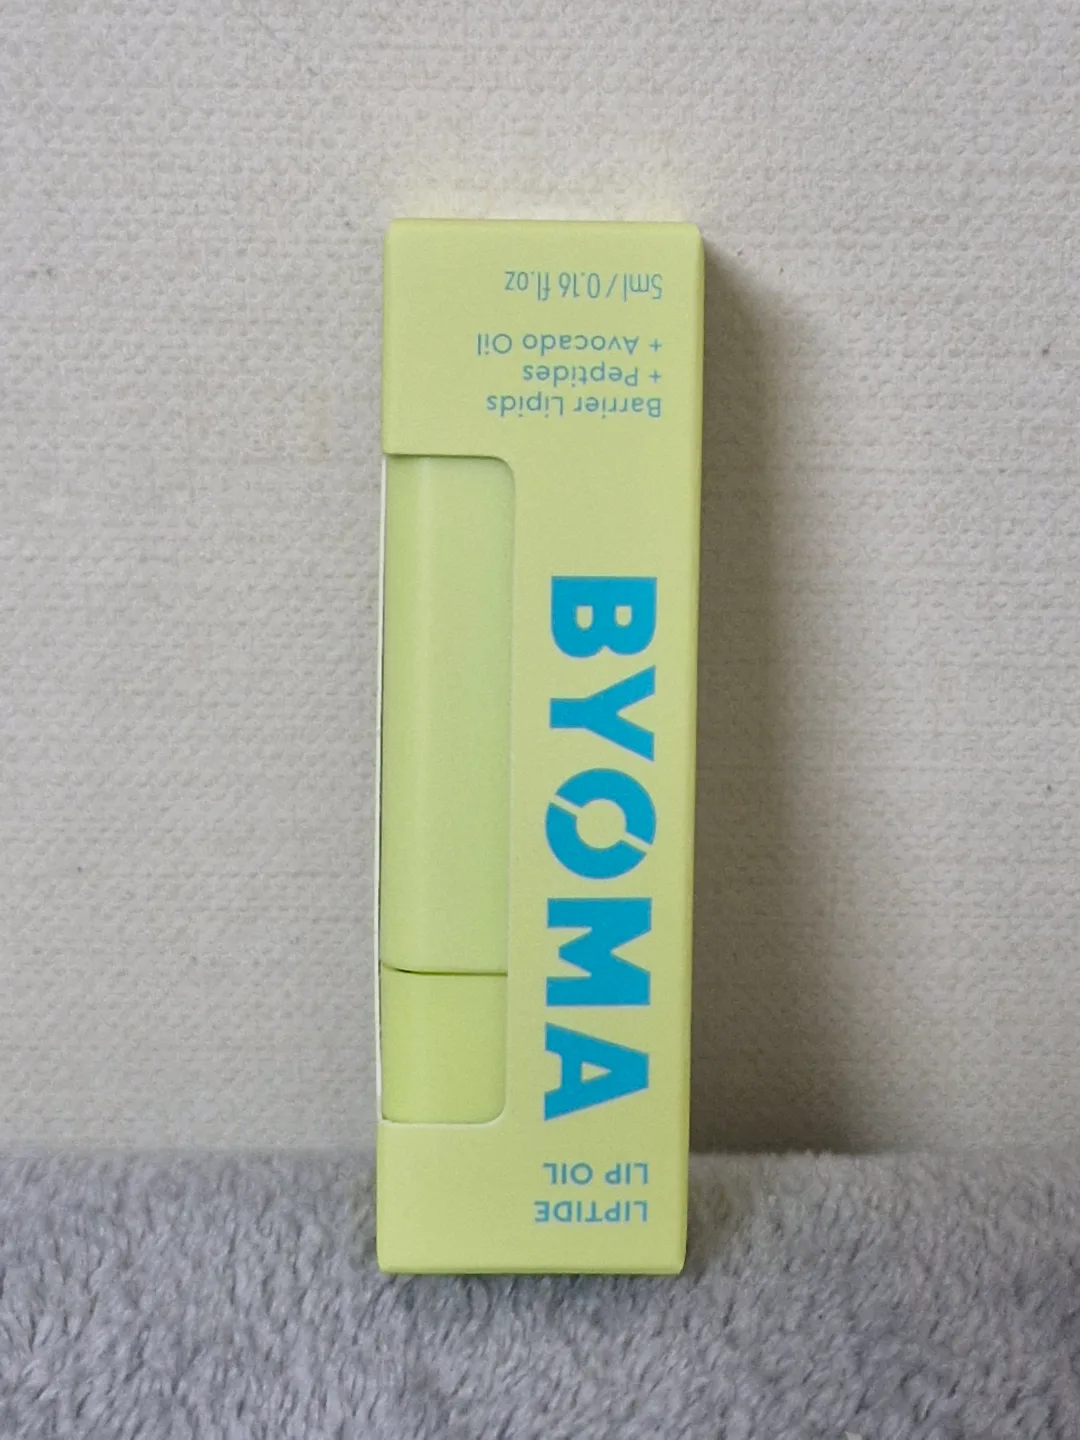 LIPTIDE
LIP OIL
BYOMA
Barrier Lipids
+ Peptides
+ Avocado Oil
5ml / 0.16 fl.oz